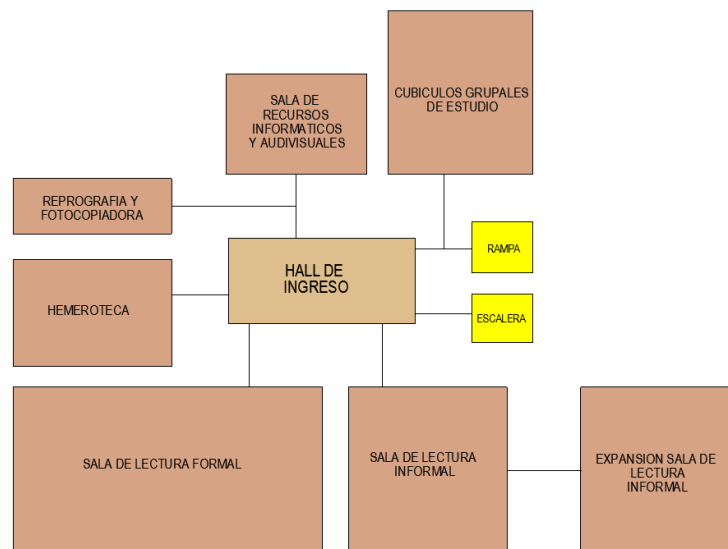 CUBICULOS GRUPALES
DE ESTUDIO
SALA DE
RECURSOS
INFORMATICOS
Y AUDIVISUALES
REPROGRAFIA Y
FOTOCOPIADORA
RAMPA
HALL DE
INGRESO
HEMEROTECA
ESCALERA
SALA DE LECTURA FORMAL
SALA DE LECTURA
INFORMAL
EXPANSION SALA DE
LECTURA
INFORMAL